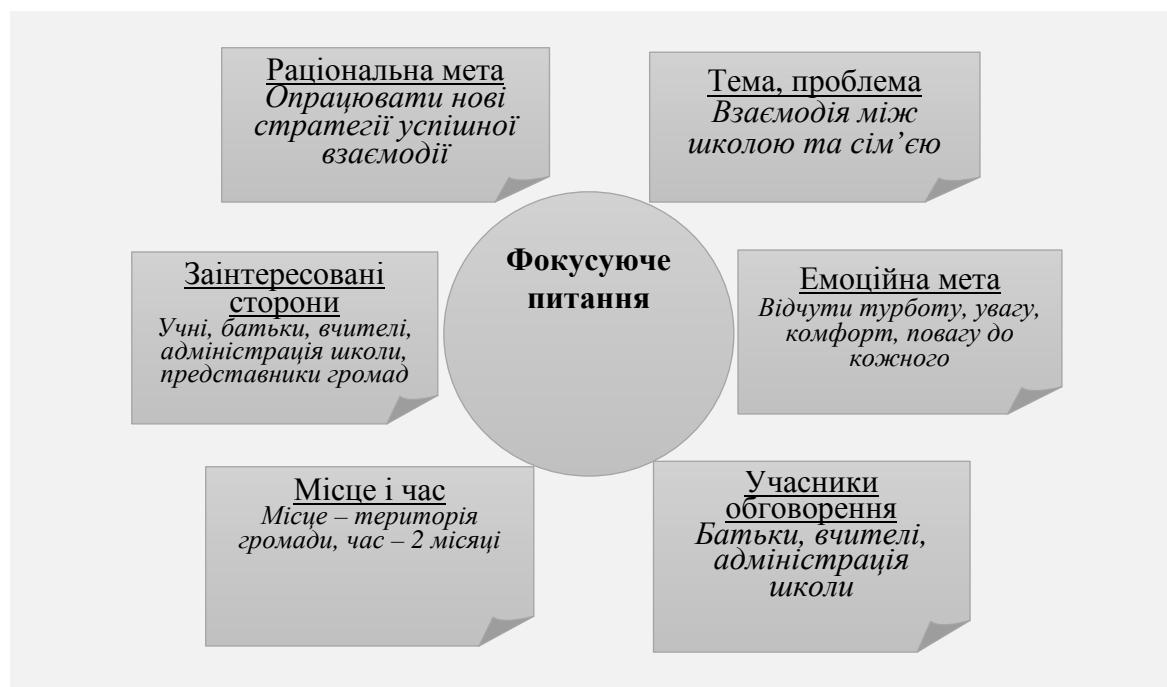 Раціональна мета
Опрацювати нові
стратегії успішної
взаємодії
Тема, проблема
Взаємодія між
школою та сім’єю
Фокусуюче
питання
Заінтересовані
сторони
Учні, батьки, вчителі,
адміністрація школи,
представники громад
Емоційна мета
Відчути турботу, увагу,
комфорт, повагу до
кожного
Місце і час
Місце – територія
громади, час – 2 місяці
Учасники
обговорення
Батьки, вчителі,
адміністрація
школи